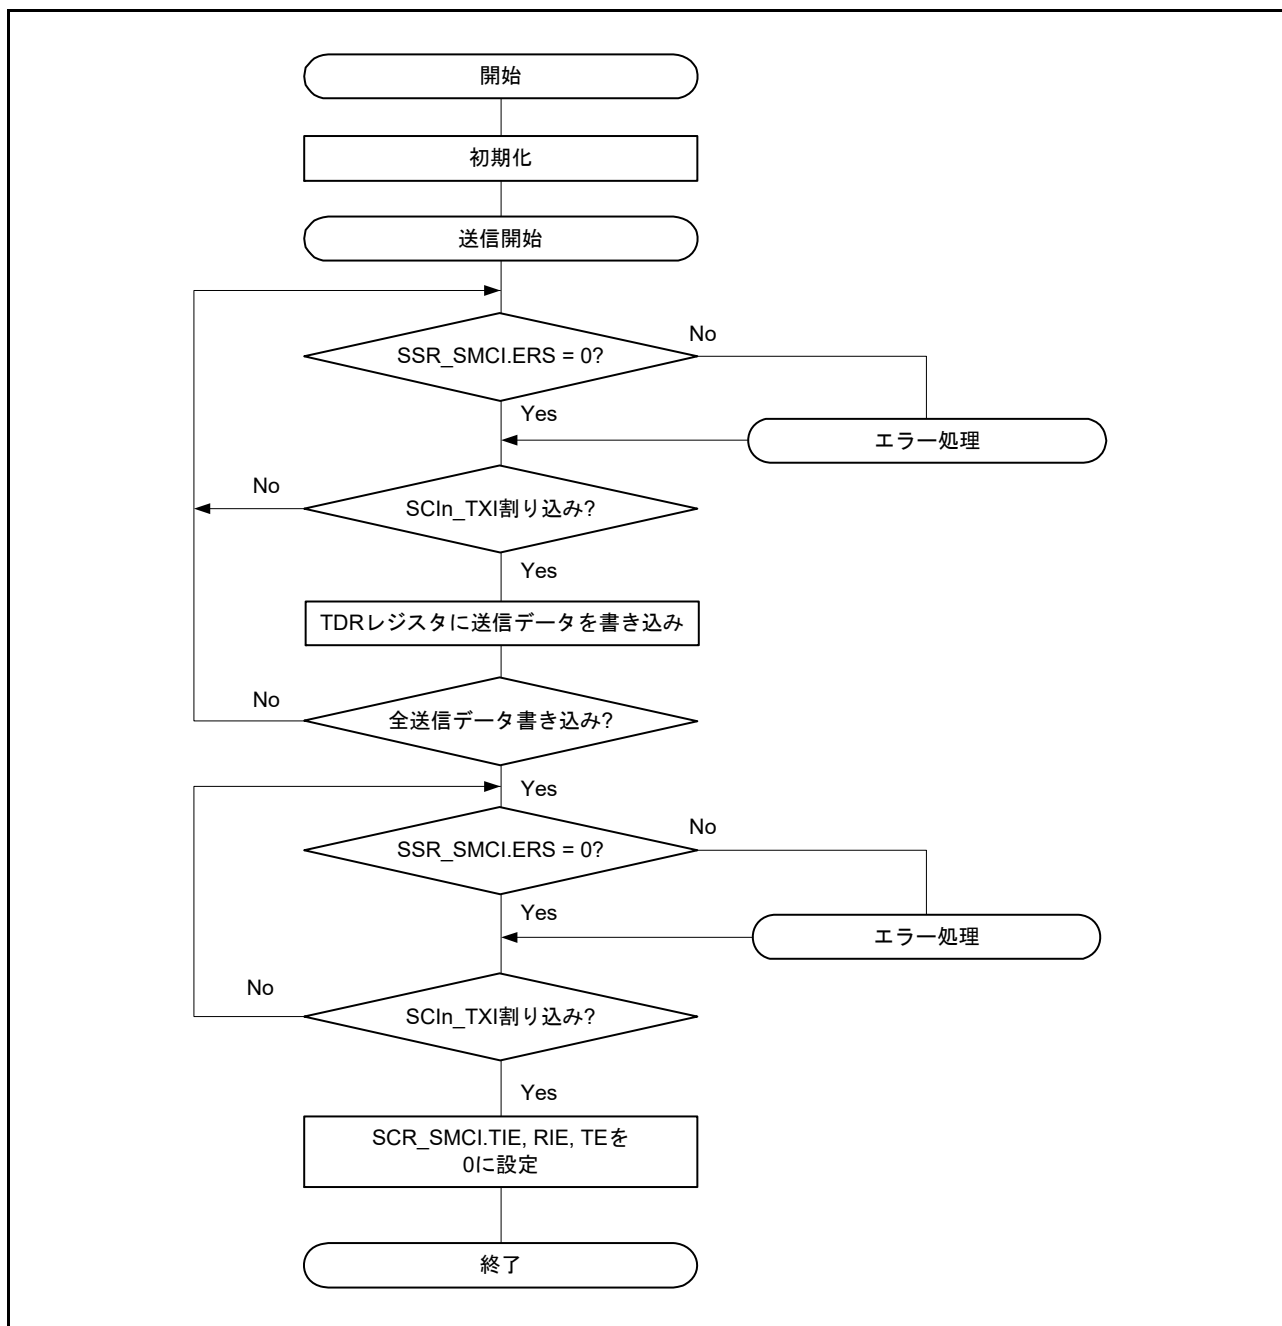 開始
初期化
送信開始
SSR_SMCI.ERS = 0?
No
Yes
エラー処理
No
SCIn_TXI割り込み?
Yes
TDRレジスタに送信データを書き込み
No
全送信データ書き込み?
Yes
SSR_SMCI.ERS = 0?
No
Yes
エラー処理
No
SCIn_TXI割り込み?
Yes
SCR_SMCI.TIE, RIE, TEを
0に設定
終了